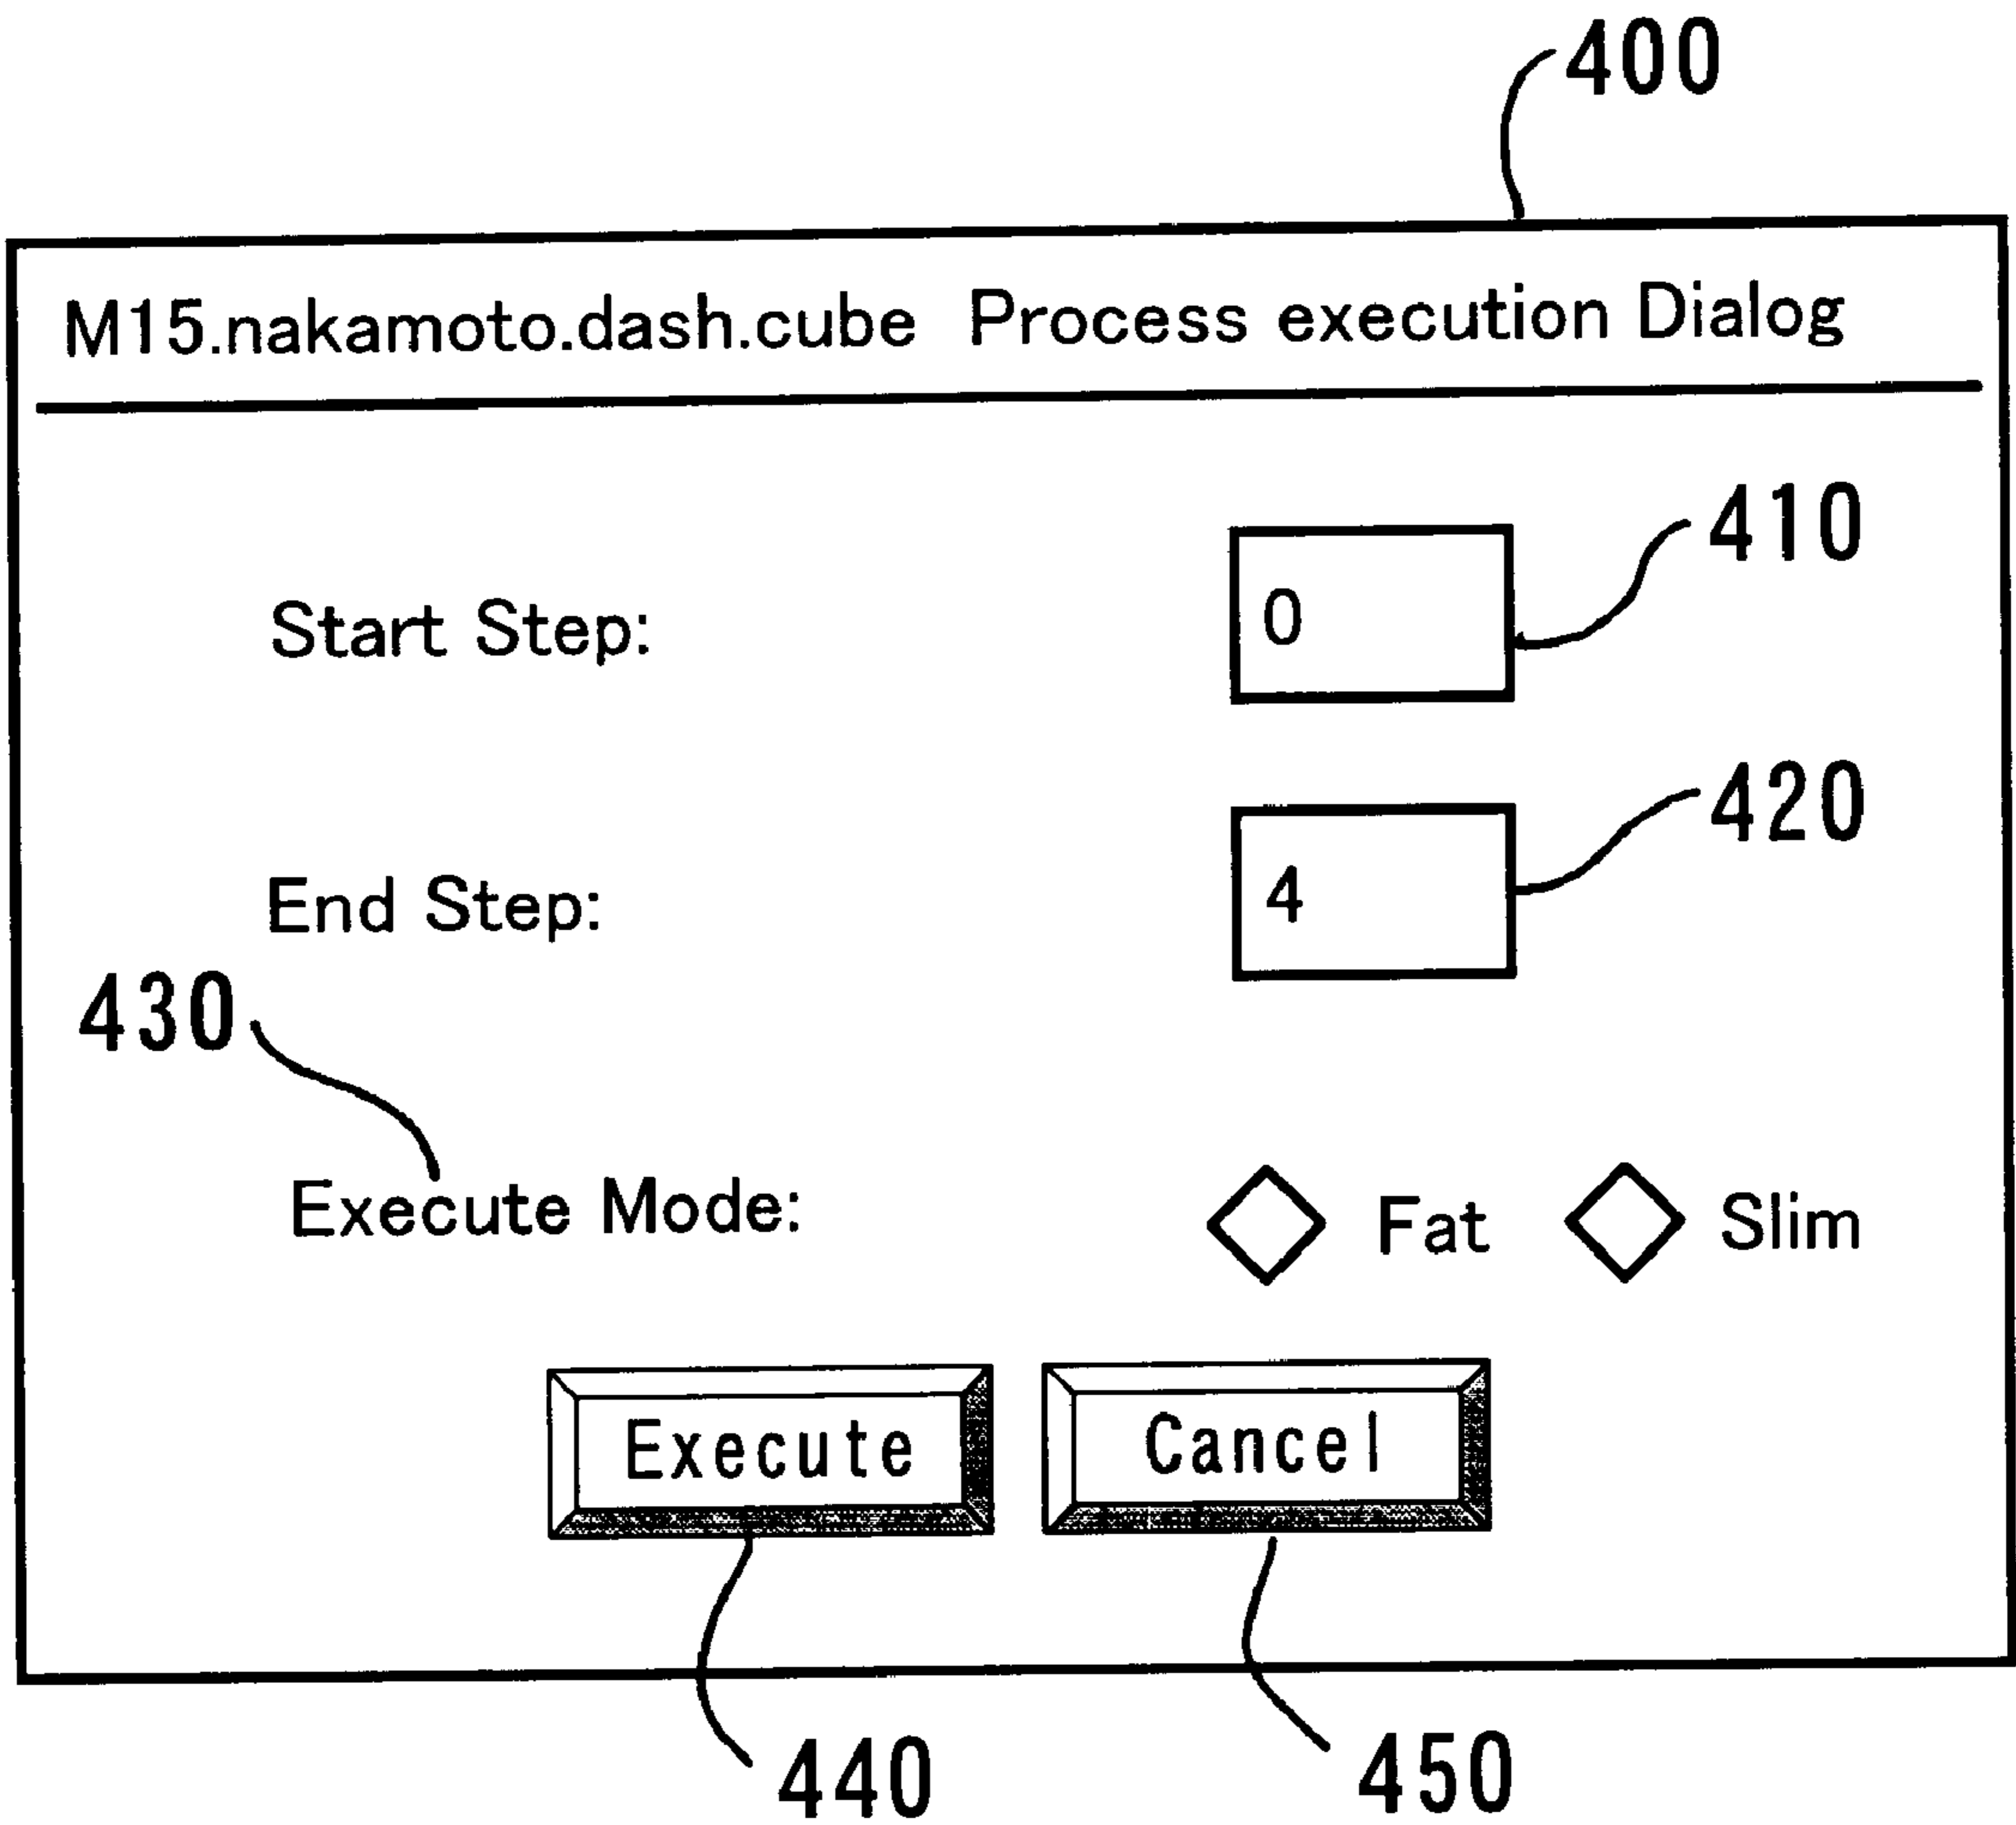 400
M15.nakamoto.dash.cube Process execution Dialog
410
Start Step: 0
420
End Step: 4
430
Execute Mode: Fat Slim
Execute Cancel
440 450